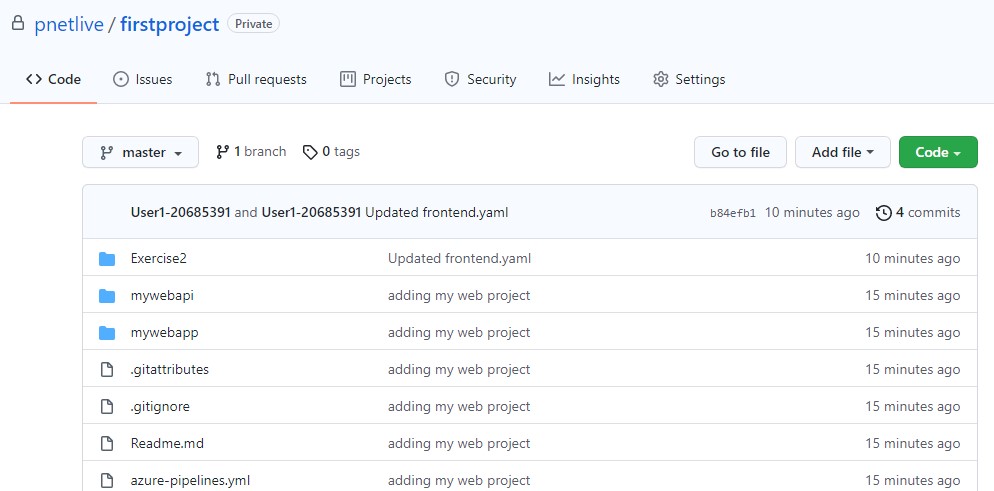 pnetlive / firstproject Private
Code Issues Pull requests Projects Security Insights Settings
master 1 branch 0 tags Go to file Add file Code
User1-20685391 and User1-20685391 Updated frontend.yaml b84efb1 10 minutes ago 4 commits
Exercise2 Updated frontend.yaml 10 minutes ago
mywebapi adding my web project 15 minutes ago
mywebapp adding my web project 15 minutes ago
.gitattributes adding my web project 15 minutes ago
.gitignore adding my web project 15 minutes ago
Readme.md adding my web project 15 minutes ago
azure-pipelines.yml adding my web project 15 minutes ago